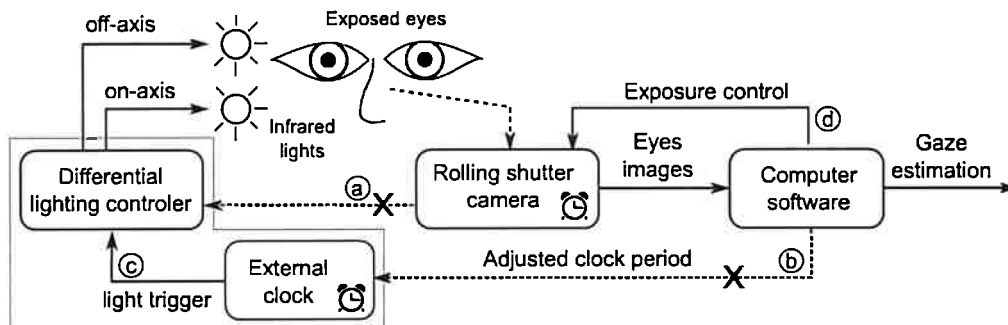 off-axis
Exposed eyes
on-axis
Infrared
lights
Exposure control
d
Differential
lighting controler
a
X
Rolling shutter
camera
Eyes
images
Computer
software
Gaze
estimation
c
light trigger
External
clock
Adjusted clock period
X
b